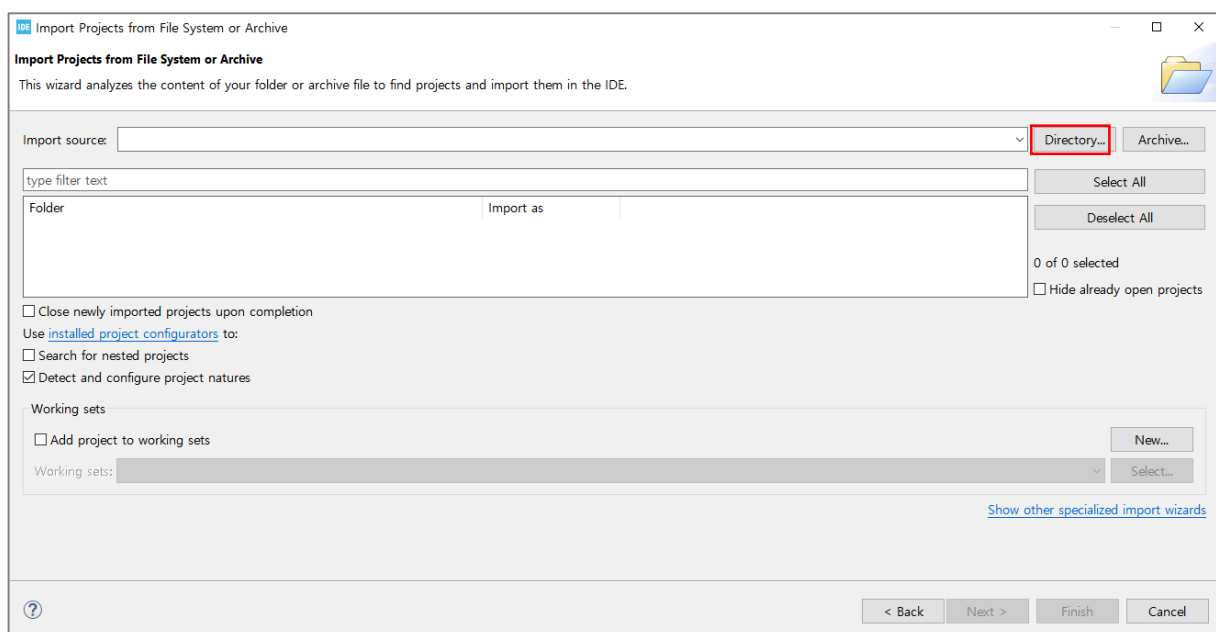 IDE Import Projects from File System or Archive
Import Projects from File System or Archive
This wizard analyzes the content of your folder or archive file to find projects and import them in the IDE.
Import source: Directory... Archive...
type filter text Select All
Folder Import as
Deselect All
0 of 0 selected
Hide already open projects
Close newly imported projects upon completion
Use installed project configurators to:
Search for nested projects
Detect and configure project natures
Working sets
Add project to working sets New...
Working sets: Select...
Show other specialized import wizards
? < Back Next > Finish Cancel